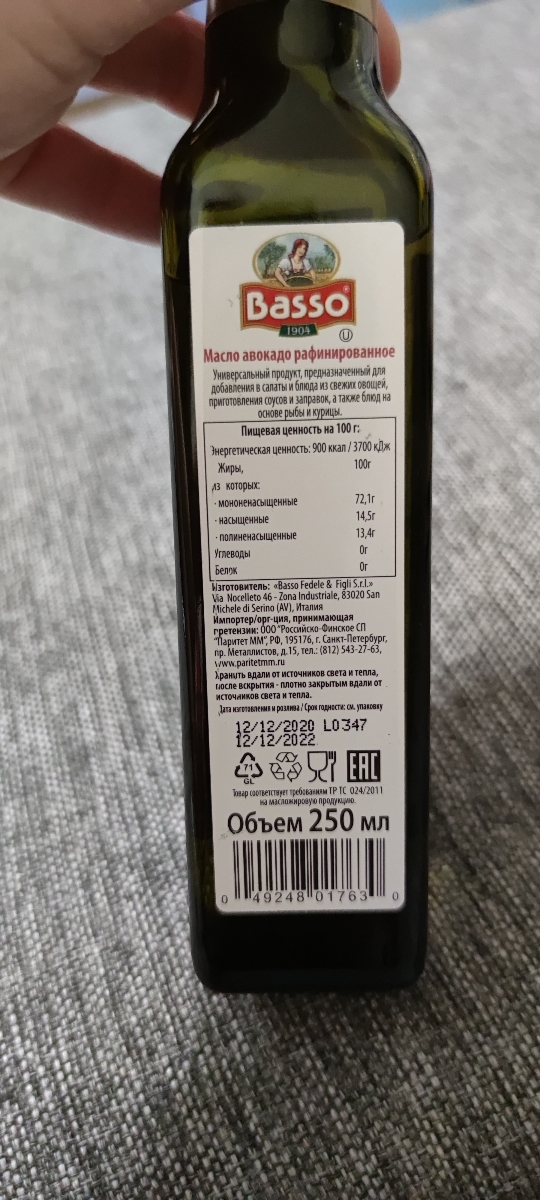 Basso
1904
Масло авокадо рафинированное
Универсальный продукт, предназначенный для
добавления в салаты и блюда из свежих овощей,
приготовления соусов и заправок, а также блюд на
основе рыбы и курицы.
Пищевая ценность на 100 г:
Энергетическая ценность: 900 ккал / 3700 кДж
Жиры, 100г
из которых:
- мононенасыщенные 72,1г
- насыщенные 14,5г
- полиненасыщенные 13,4г
Углеводы 0г
Белок 0г
Изготовитель: «Basso Fedele & Figli S.r.l.»
Via Nocelleto 46 - Zona Industriale, 83020 San
Michele di Serino (AV), Италия
Импортер/орг-ция, принимающая
претензии: ООО "Российско-Финское СП
"Паритет ММ", РФ, 195176, г. Санкт-Петербург,
пр. Металлистов, д.15, тел.: (812) 543-27-63,
www.paritetmm.ru
Хранить вдали от источников света и тепла,
после вскрытия - плотно закрытым вдали от
источников света и тепла.
Дата изготовления и розлива / Срок годности: см. упаковку
12/12/2020 L0347
12/12/2022
71
GL
EAC
Товар соответствует требованиям ТР ТС 024/2011
на масложировую продукцию.
Объем 250 мл
0 49248 01763 0